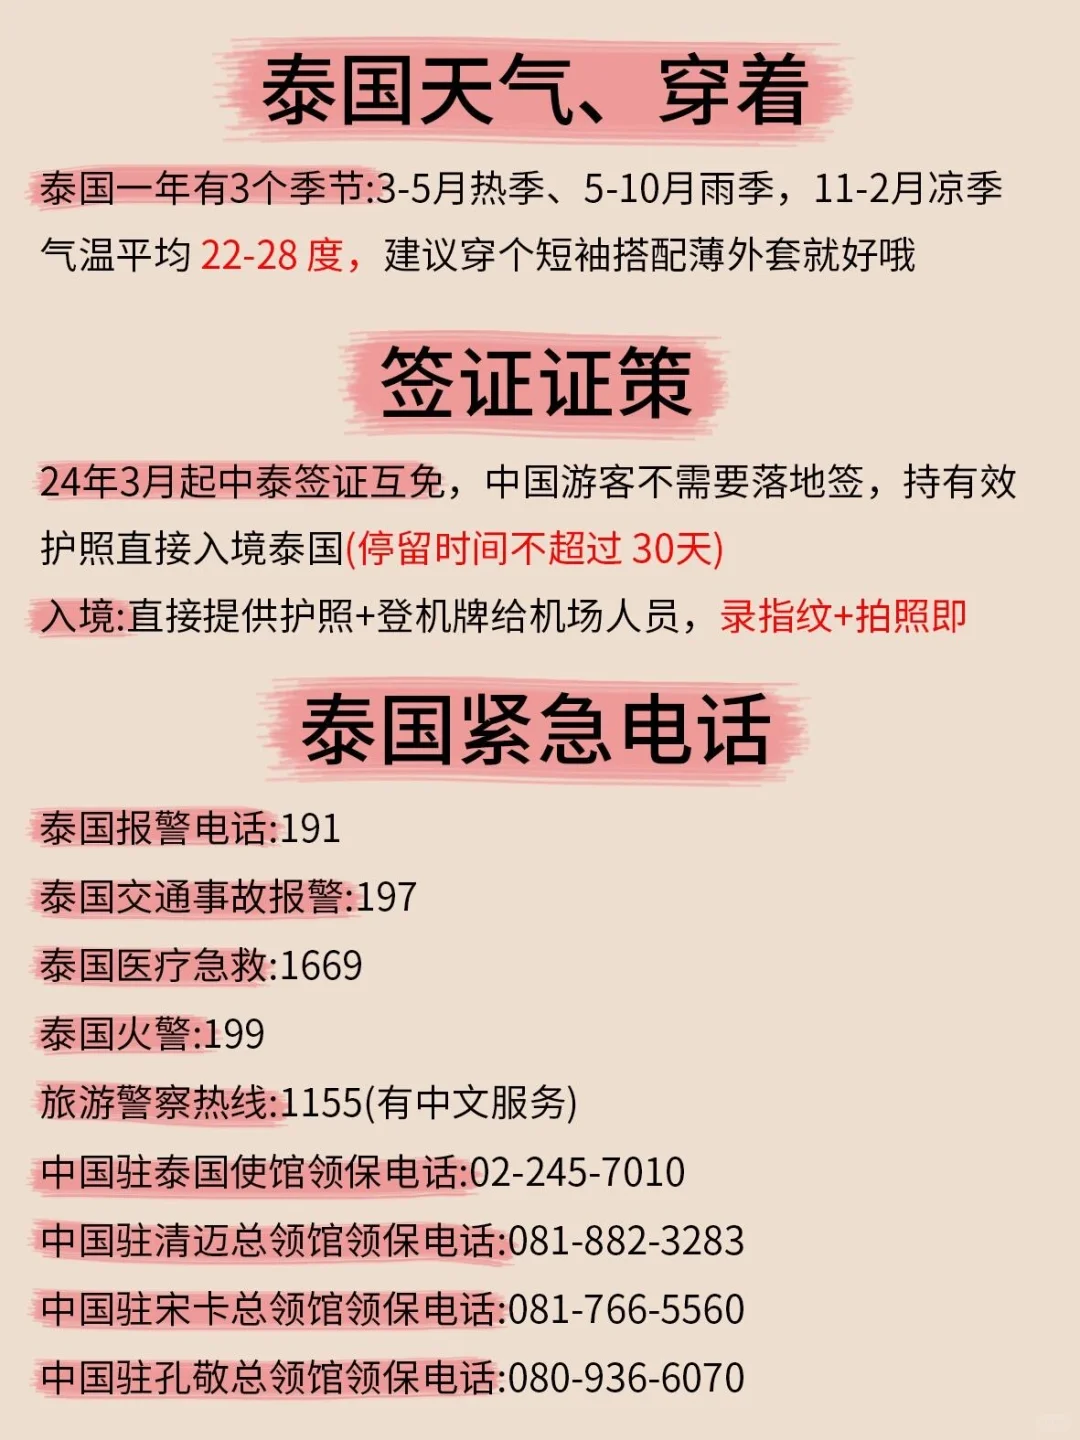 泰国天气、穿着
泰国一年有3个季节:3-5月热季、5-10月雨季，11-2月凉季
气温平均 22-28 度，建议穿个短袖搭配薄外套就好哦
签证证策
24年3月起中泰签证互免，中国游客不需要落地签，持有效
护照直接入境泰国(停留时间不超过 30天)
入境:直接提供护照+登机牌给机场人员，录指纹+拍照即
泰国紧急电话
泰国报警电话:191
泰国交通事故报警:197
泰国医疗急救:1669
泰国火警:199
旅游警察热线:1155(有中文服务)
中国驻泰国使馆领保电话:02-245-7010
中国驻清迈总领馆领保电话:081-882-3283
中国驻宋卡总领馆领保电话:081-766-5560
中国驻孔敬总领馆领保电话:080-936-6070